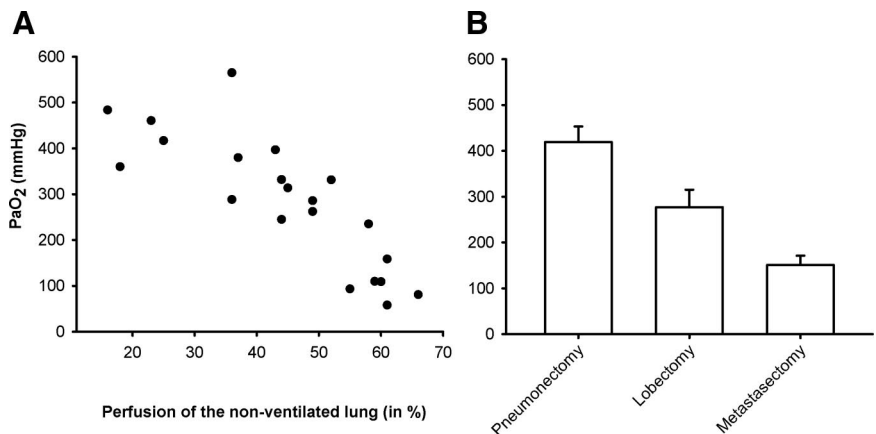 A
600
500
400
300
200
100
0
PaO2 (mmHg)
20 30 40 50 60 70
Perfusion of the non-ventilated lung (in %)
B
600
500
400
300
200
100
0
Pneumonectomy
Lobectomy
Metastasectomy